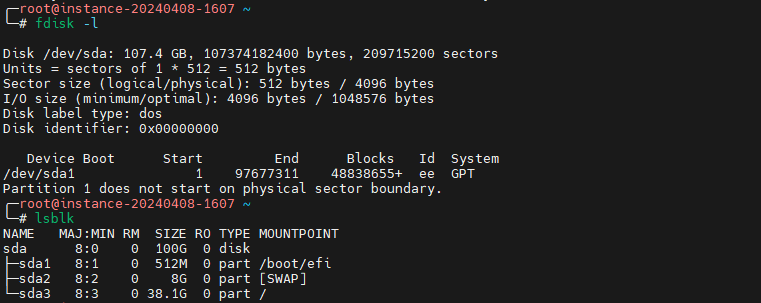 ┌─root@instance-20240408-1607 ~
└─# fdisk -l

Disk /dev/sda: 107.4 GB, 107374182400 bytes, 209715200 sectors
Units = sectors of 1 * 512 = 512 bytes
Sector size (logical/physical): 512 bytes / 4096 bytes
I/O size (minimum/optimal): 4096 bytes / 1048576 bytes
Disk label type: dos
Disk identifier: 0x00000000

   Device Boot      Start         End      Blocks   Id  System
/dev/sda1               1    97677311    48838655+  ee  GPT
Partition 1 does not start on physical sector boundary.
┌─root@instance-20240408-1607 ~
└─# lsblk
NAME   MAJ:MIN RM  SIZE RO TYPE MOUNTPOINT
sda      8:0    0  100G  0 disk
├─sda1   8:1    0  512M  0 part /boot/efi
├─sda2   8:2    0    8G  0 part [SWAP]
└─sda3   8:3    0 38.1G  0 part /